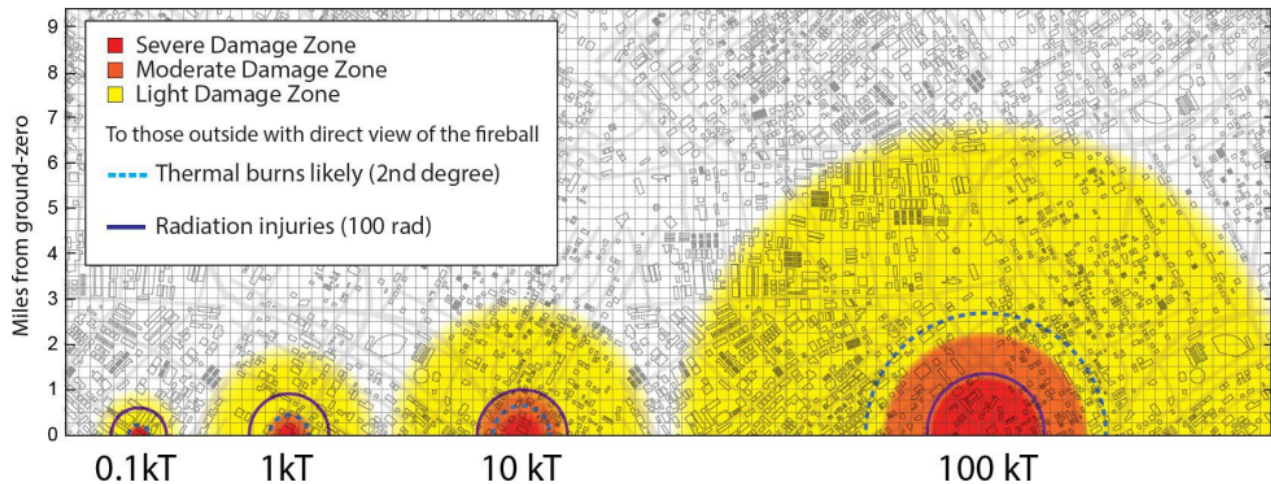 9
8
7
6
5
4
3
2
1
0
Miles from ground-zero
Severe Damage Zone
Moderate Damage Zone
Light Damage Zone
To those outside with direct view of the fireball
Thermal burns likely (2nd degree)
Radiation injuries (100 rad)
0.1kT
1kT
10 kT
100 kT